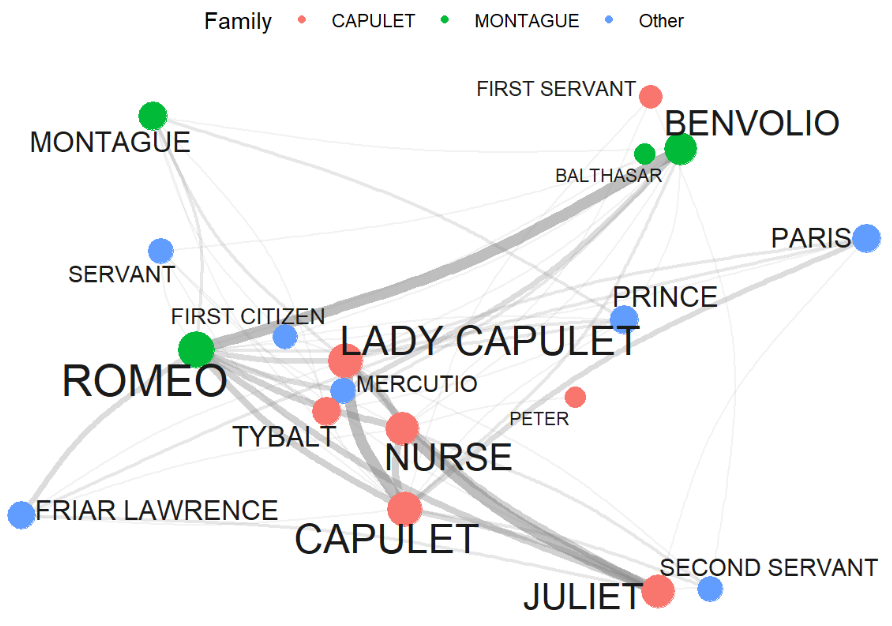 Family CAPULET MONTAGUE Other
FIRST SERVANT
BENVOLIO
MONTAGUE
BALTHASAR
PARIS
SERVANT
PRINCE
FIRST CITIZEN
LADY CAPULET
ROMEO
MERCUTIO
PETER
TYBALT
NURSE
FRIAR LAWRENCE
CAPULET
SECOND SERVANT
JULIET